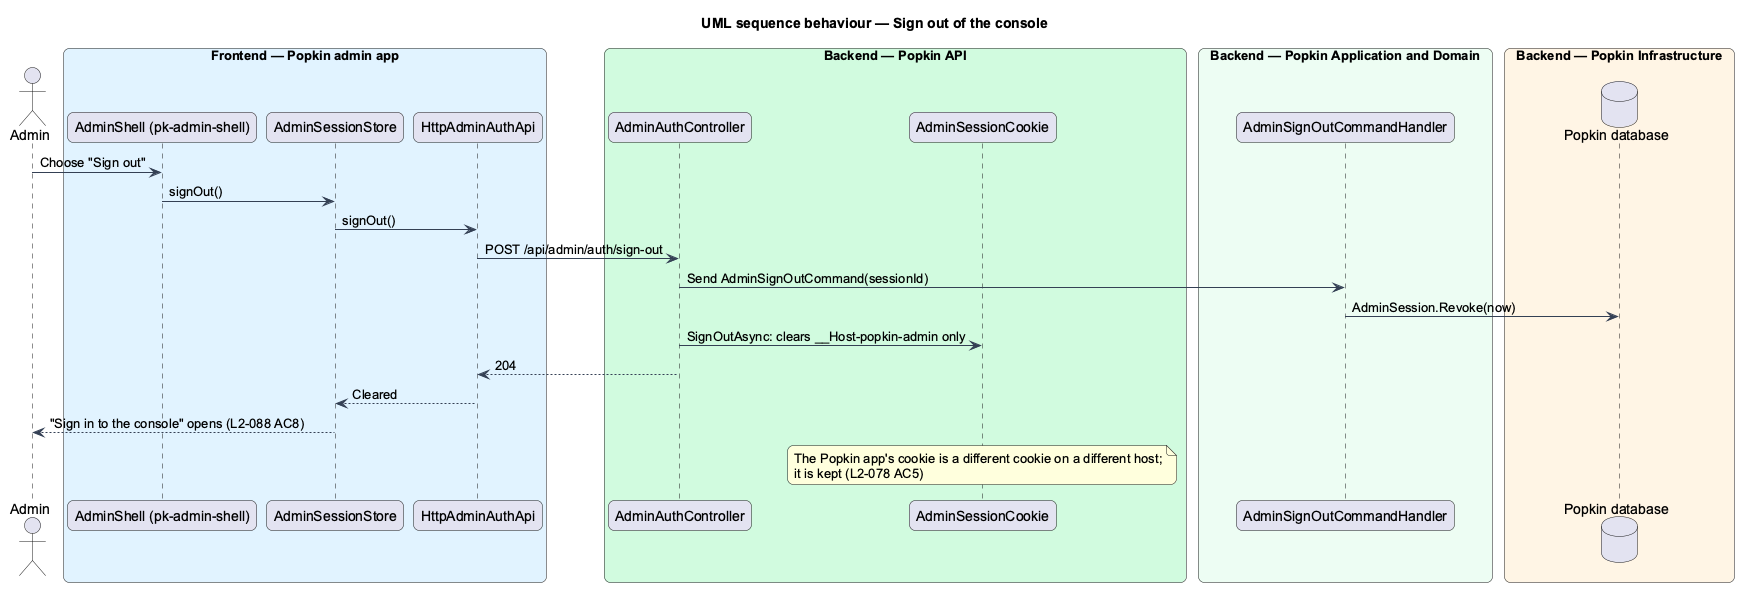 UML sequence behaviour — Sign out of the console
Frontend — Popkin admin app
Backend — Popkin API
Backend — Popkin Application and Domain
Backend — Popkin Infrastructure
Admin
AdminShell (pk-admin-shell)
AdminSessionStore
HttpAdminAuthApi
AdminAuthController
AdminSessionCookie
AdminSignOutCommandHandler
Popkin database
Choose "Sign out"
signOut()
signOut()
POST /api/admin/auth/sign-out
Send AdminSignOutCommand(sessionId)
AdminSession.Revoke(now)
SignOutAsync: clears __Host-popkin-admin only
204
Cleared
"Sign in to the console" opens (L2-088 AC8)
The Popkin app's cookie is a different cookie on a different host;
it is kept (L2-078 AC5)
Admin
AdminShell (pk-admin-shell)
AdminSessionStore
HttpAdminAuthApi
AdminAuthController
AdminSessionCookie
AdminSignOutCommandHandler
Popkin database